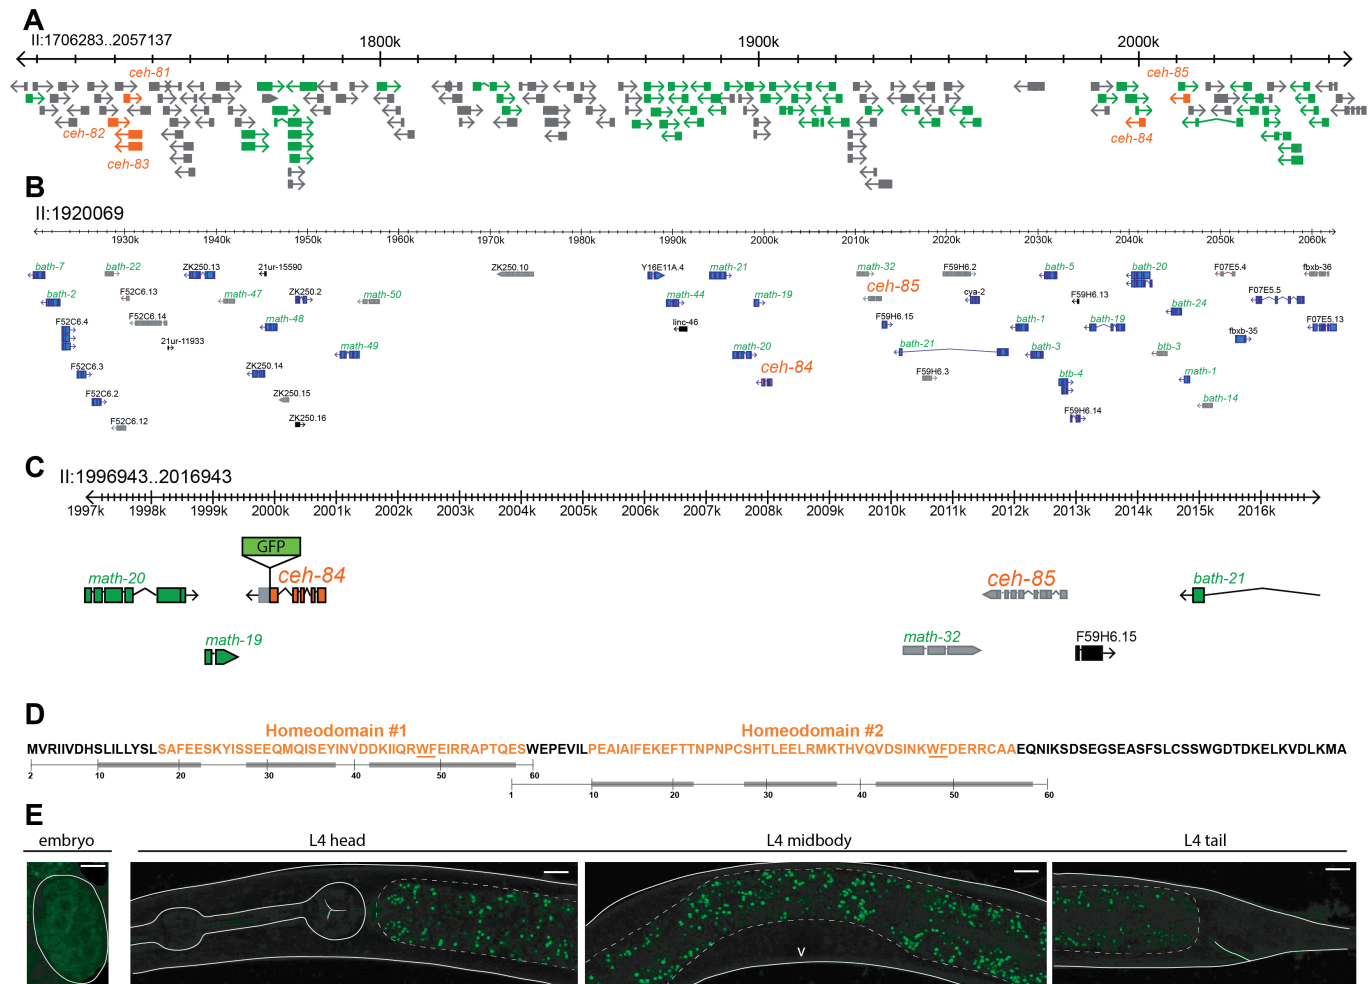 A
II:1706283..2057137
1800k
1900k
2000k
ceh-81
ceh-85
ceh-82
ceh-84
ceh-83
B
II:1920069
1930k 1940k 1950k 1960k 1970k 1980k 1990k 2000k 2010k 2020k 2030k 2040k 2050k 2060k
bath-7 bath-22 ZK250.13 21ur-15590 ZK250.10 Y16E11A.4 math-21 math-32 F59H6.2 bath-5 bath-20 F07E5.4 fbxb-36
ceh-85
bath-2 F52C6.13 math-47 ZK250.2 math-50 math-44 math-19 cya-2 F59H6.13 F07E5.5
bath-24
F52C6.4 F52C6.14 math-48 linc-46 F59H6.15 bath-1 bath-19 F07E5.13
fbxb-35
21ur-11933 math-49 math-20 bath-21 bath-3 btb-3
F52C6.3 ZK250.14 ceh-84 F59H6.3 btb-4 math-1
F52C6.2 ZK250.15 bath-14
F52C6.12 ZK250.16 F59H6.14
C
II:1996943..2016943
1997k 1998k 1999k 2000k 2001k 2002k 2003k 2004k 2005k 2006k 2007k 2008k 2009k 2010k 2011k 2012k 2013k 2014k 2015k 2016k
GFP
math-20 ceh-84 ceh-85 bath-21
math-19 math-32 F59H6.15
D
Homeodomain #1 Homeodomain #2
MVRIIVDHSLILLYSLSAFEESKYISSEEQMQISEYINVDDKIIQRWFEIRRAPTQESWEPEVILPEAIAIFEKEFTTNPNPCSHTLEELRMKTHVQVDSINKWFDERRCAAEQNIKSDSEGSEASFSLCSSWGDTDKELKVDLKMA
2 10 20 30 40 50 60
1 10 20 30 40 50 60
E
embryo L4 head L4 midbody L4 tail
v